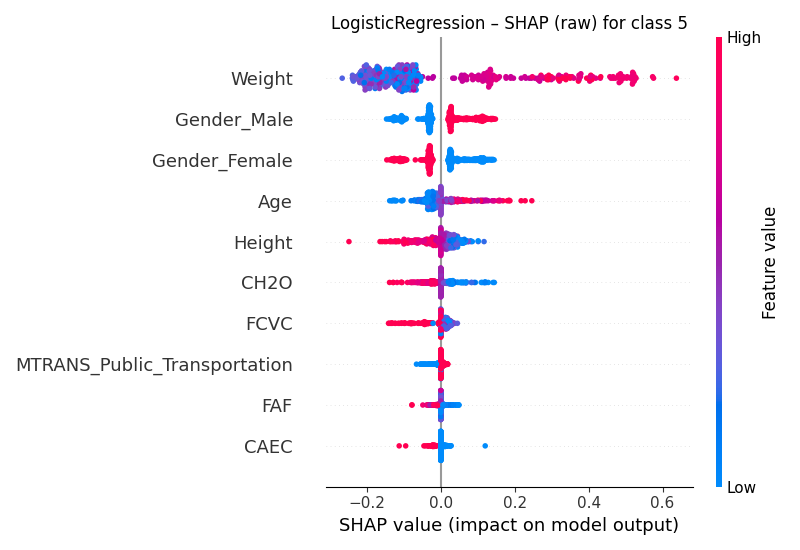 LogisticRegression – SHAP (raw) for class 5
High
Weight
Gender_Male
Gender_Female
Age
Height
CH2O
FCVC
MTRANS_Public_Transportation
FAF
CAEC
Feature value
Low
−0.2 0.0 0.2 0.4 0.6
SHAP value (impact on model output)